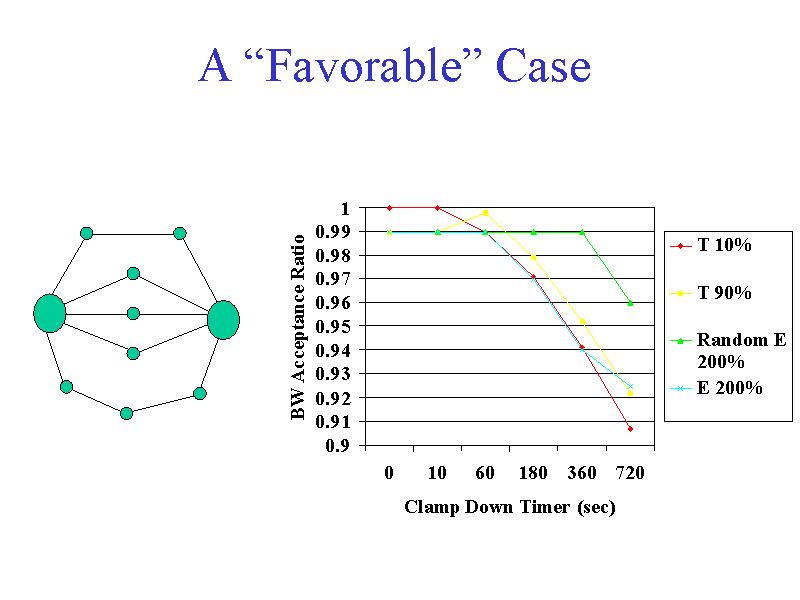 A “Favorable” Case
BW Acceptance Ratio
1
0.99
0.98
0.97
0.96
0.95
0.94
0.93
0.92
0.91
0.9
0 10 60 180 360 720
Clamp Down Timer (sec)
T 10%
T 90%
Random E
200%
E 200%